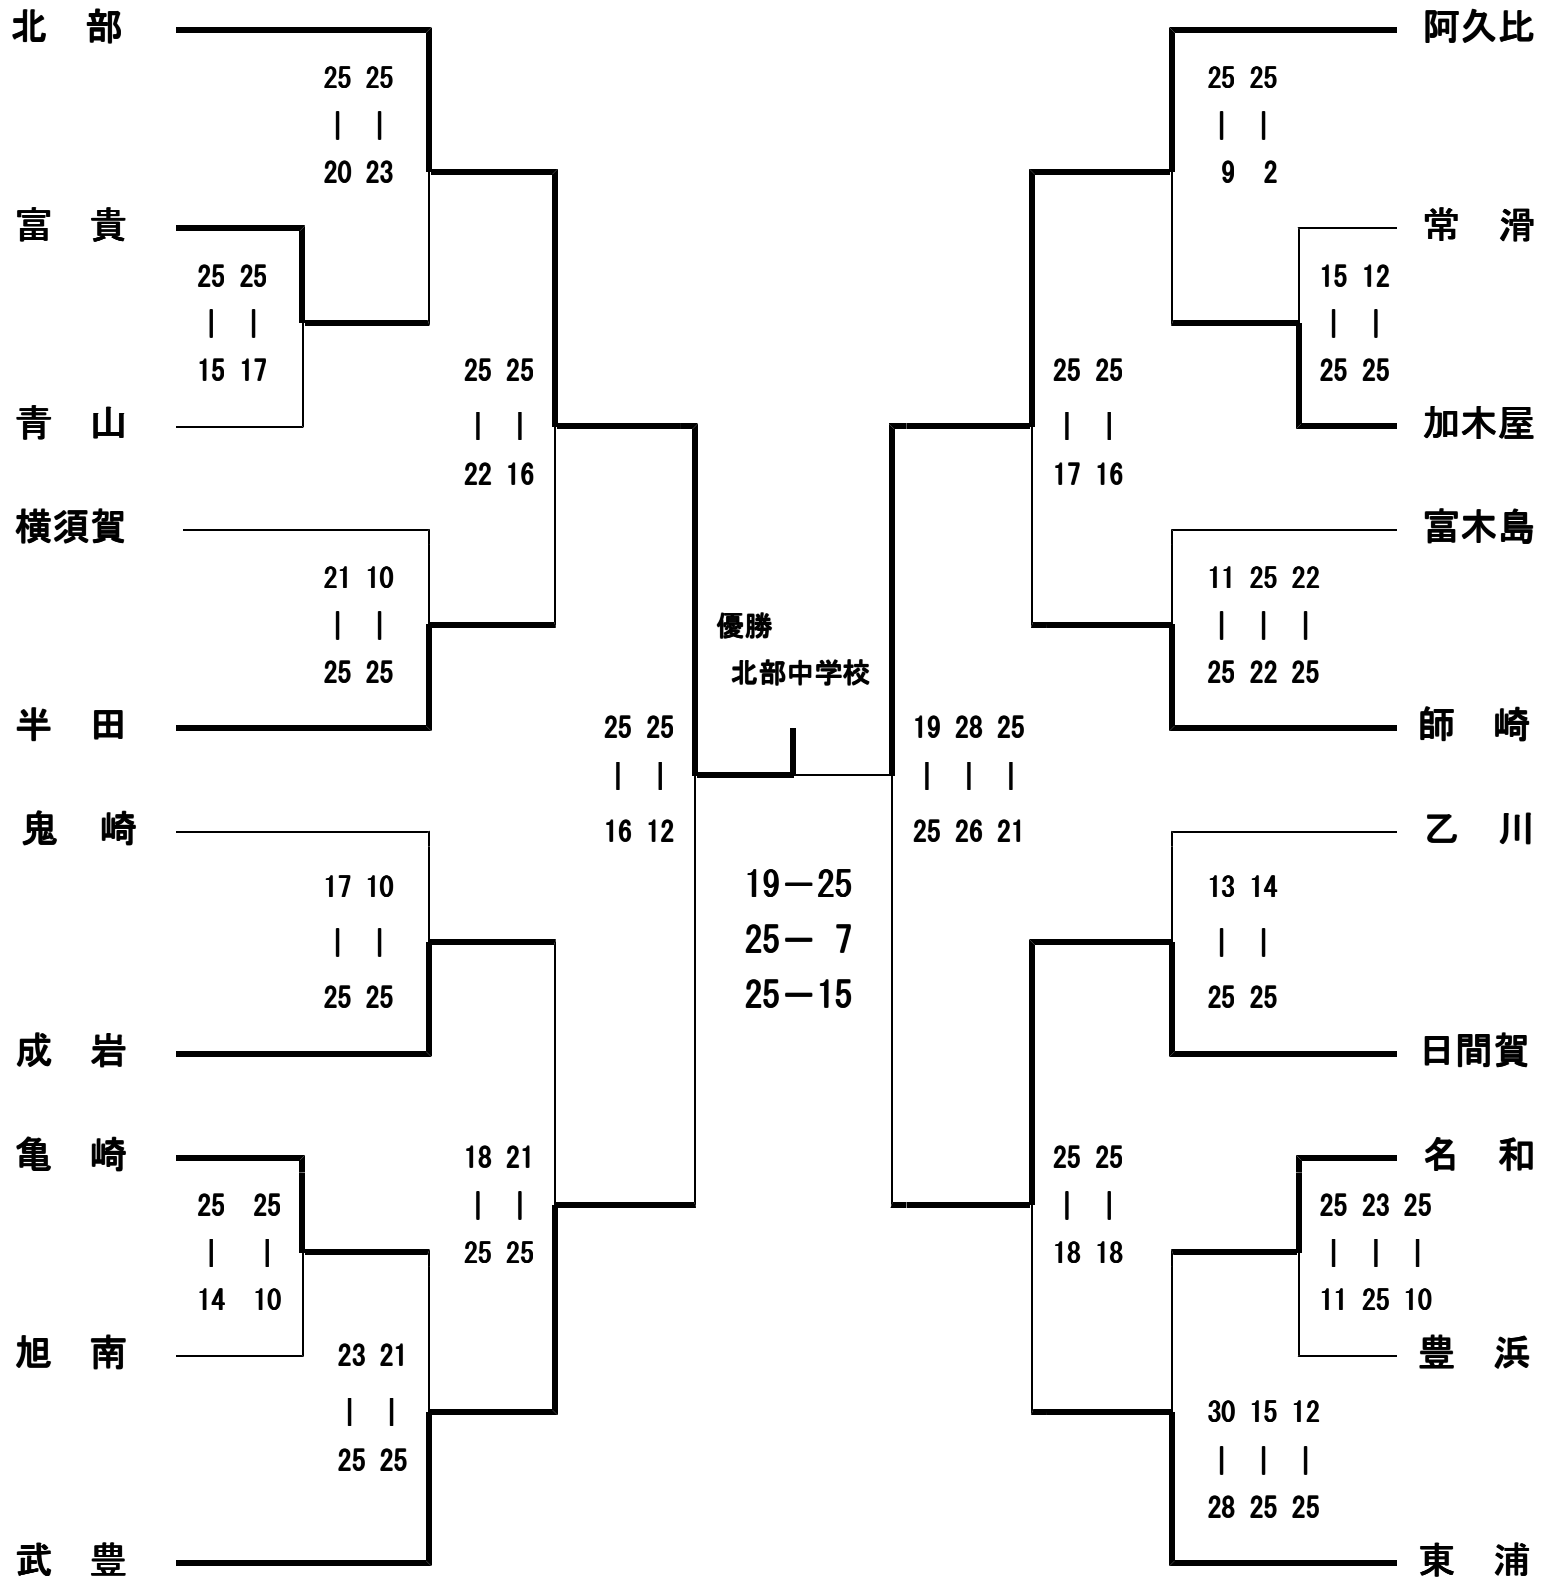 北　部
阿久比
25 25
| |
20 23
25 25
| |
9 2
富　貴
常　滑
25 25
| |
15 17
15 12
| |
25 25
青　山
加木屋
25 25
| |
22 16
25 25
| |
17 16
横須賀
富木島
21 10
| |
25 25
11 25 22
| | |
25 22 25
優勝
北部中学校
半　田
師　崎
25 25
| |
16 12
19 28 25
| | |
25 26 21
鬼　崎
乙　川
17 10
| |
25 25
19－25
25－ 7
25－15
13 14
| |
25 25
成　岩
日間賀
亀　崎
名　和
18 21
| |
25 25
25 25
| |
18 18
25 25
| |
14 10
25 23 25
| | |
11 25 10
旭　南
豊　浜
23 21
| |
25 25
30 15 12
| | |
28 25 25
武　豊
東　浦